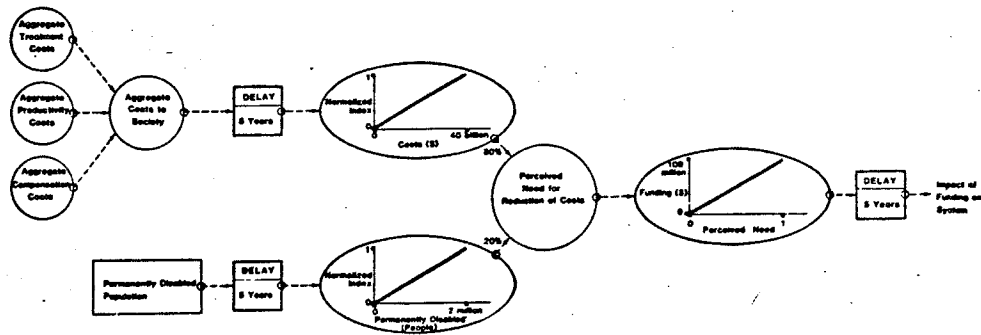 Aggregate
Treatment
Costs
Aggregate
Productivity
Costs
Aggregate
Compensation
Costs
Aggregate
Costs to
Society
DELAY
5 Years
1
Normalized
Index
0
0
40 billion
Costs ($)
80%
Permanently Disabled
Population
DELAY
5 Years
1
Normalized
Index
0
0
2 million
Permanently Disabled
(People)
20%
Perceived
Need for
Reduction of Costs
108
million
Funding ($)
0
0
1
Perceived Need
DELAY
5 Years
Impact of
Funding on
System